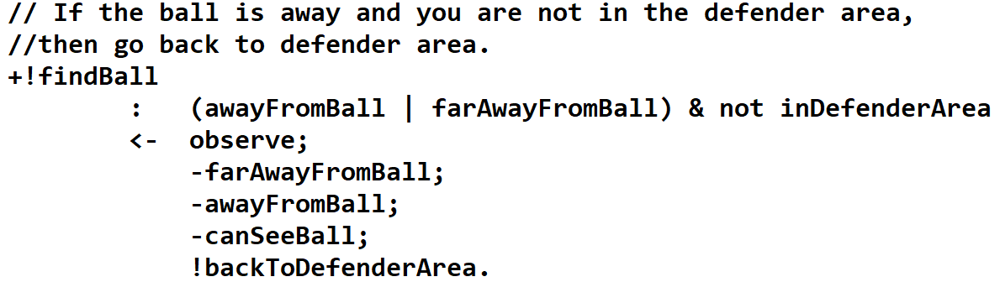 // If the ball is away and you are not in the defender area,
//then go back to defender area.
+!findBall
        :   (awayFromBall | farAwayFromBall) & not inDefenderArea
        <-  observe;
            -farAwayFromBall;
            -awayFromBall;
            -canSeeBall;
            !backToDefenderArea.